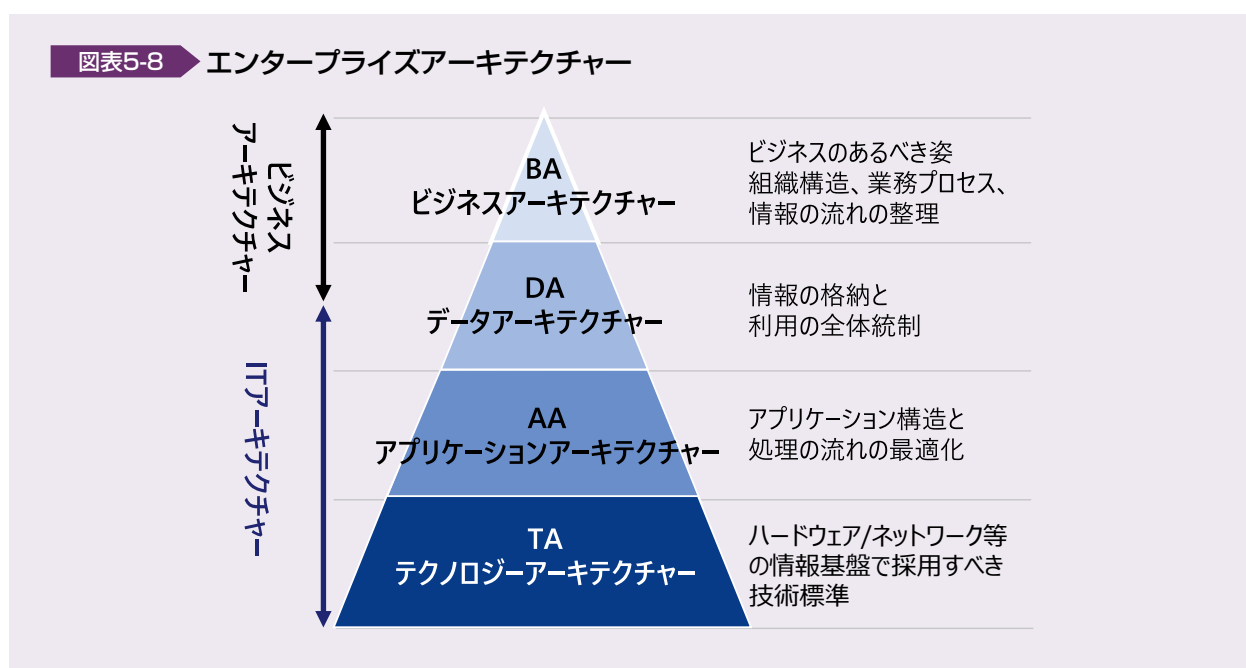 図表5-8
エンタープライズアーキテクチャー
ビジネス
アーキテクチャー
ITアーキテクチャー
BA
ビジネスアーキテクチャー
ビジネスのあるべき姿
組織構造、業務プロセス、
情報の流れの整理
DA
データアーキテクチャー
情報の格納と
利用の全体統制
AA
アプリケーションアーキテクチャー
アプリケーション構造と
処理の流れの最適化
TA
テクノロジーアーキテクチャー
ハードウェア/ネットワーク等
の情報基盤で採用すべき
技術標準